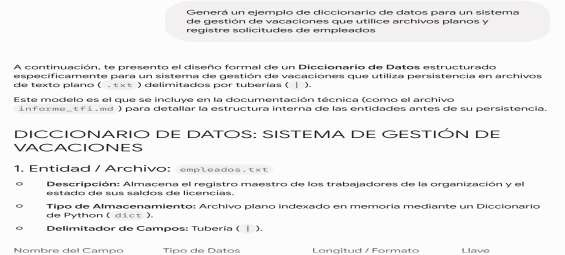 Generá un ejemplo de diccionario de datos para un sistema
de gestión de vacaciones que utilice archivos planos y
registre solicitudes de empleados
A continuación, te presento el diseño formal de un Diccionario de Datos estructurado
específicamente para un sistema de gestión de vacaciones que utiliza persistencia en archivos
de texto plano ( .txt ) delimitados por tuberías ( | ).
Este modelo es el que se incluye en la documentación técnica (como el archivo
informe_tfi.md ) para detallar la estructura interna de las entidades antes de su persistencia.
DICCIONARIO DE DATOS: SISTEMA DE GESTIÓN DE
VACACIONES
1. Entidad / Archivo: empleados.txt
Descripción: Almacena el registro maestro de los trabajadores de la organización y el
estado de sus saldos de licencias.
Tipo de Almacenamiento: Archivo plano indexado en memoria mediante un Diccionario
de Python ( dict ).
Delimitador de Campos: Tubería ( | ).
Nombre del Campo Tipo de Datos Longitud / Formato Llave